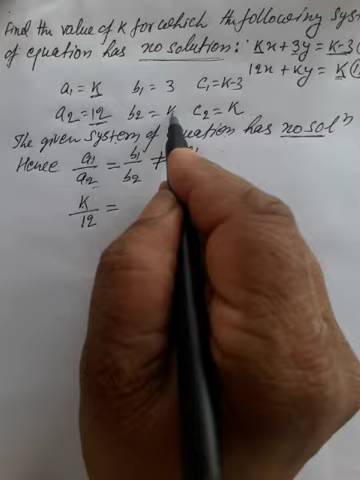 Find the value of K for which the following Sys
of equation has no solution: Kx + 3y = K-3 (
12x + Ky = K (1
a1 = K b1 = 3 C1 = K-3
a2 = 12 b2 = K C2 = K
The given system of equation has no solⁿ
Hence a1/a2 = b1/b2 ≠
K/12 =